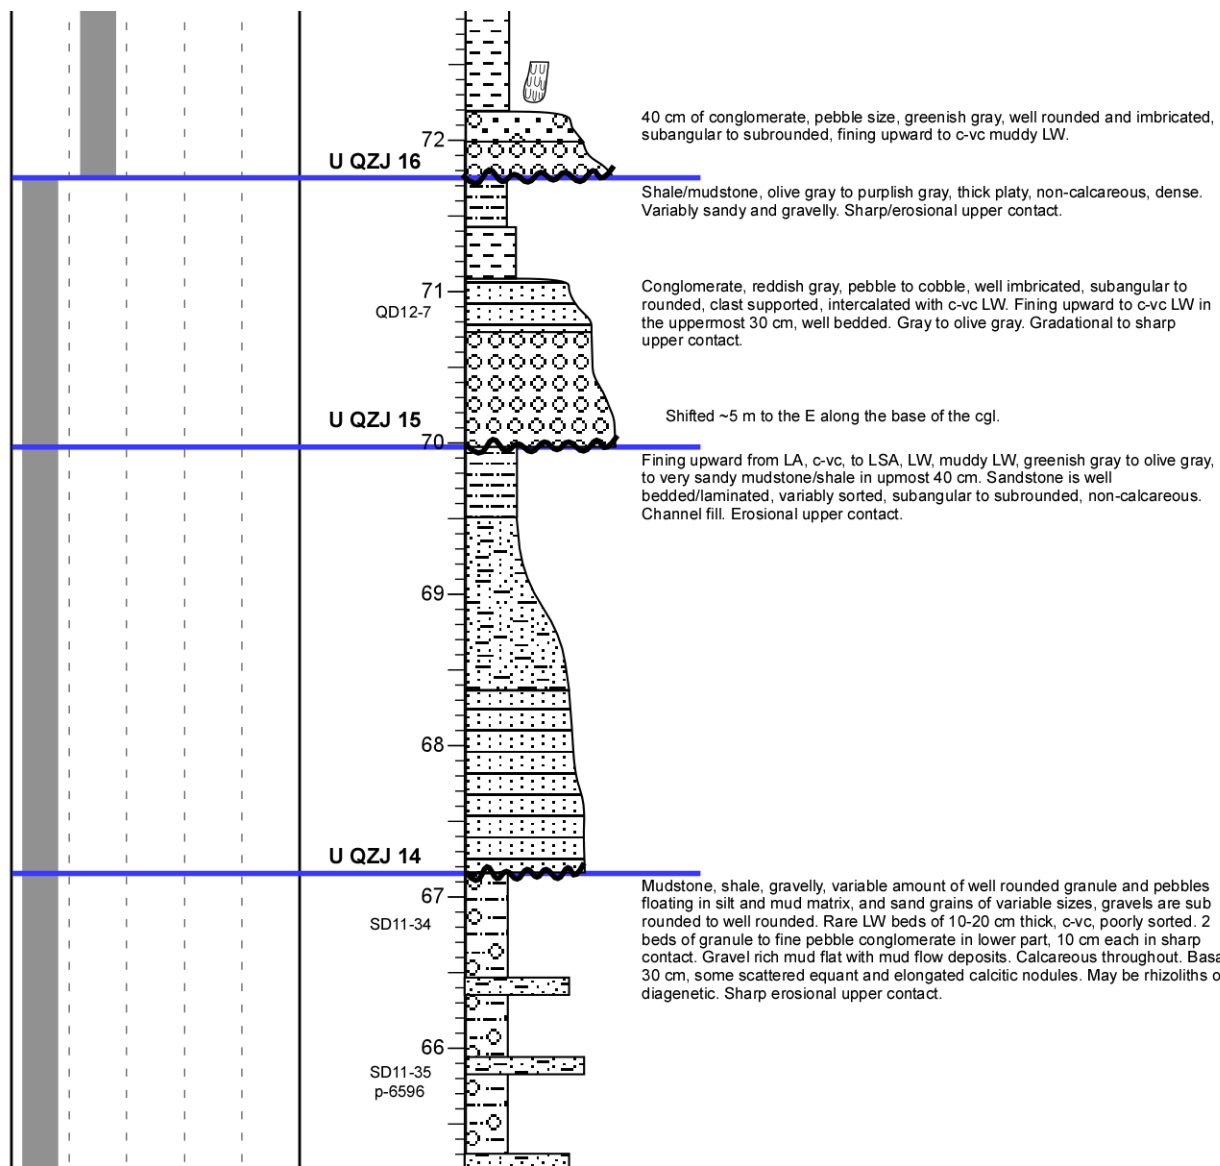 40 cm of conglomerate, pebble size, greenish gray, well rounded and imbricated,
subangular to subrounded, fining upward to c-vc muddy LW.
72
U QZJ 16
Shale/mudstone, olive gray to purplish gray, thick platy, non-calcareous, dense.
Variably sandy and gravelly. Sharp/erosional upper contact.
71
QD12-7
Conglomerate, reddish gray, pebble to cobble, well imbricated, subangular to
rounded, clast supported, intercalated with c-vc LW. Fining upward to c-vc LW in
the uppermost 30 cm, well bedded. Gray to olive gray. Gradational to sharp
upper contact.
U QZJ 15
Shifted ~5 m to the E along the base of the cgl.
70
Fining upward from LA, c-vc, to LSA, LW, muddy LW, greenish gray to olive gray,
to very sandy mudstone/shale in upmost 40 cm. Sandstone is well
bedded/laminated, variably sorted, subangular to subrounded, non-calcareous.
Channel fill. Erosional upper contact.
69
68
U QZJ 14
67
SD11-34
Mudstone, shale, gravelly, variable amount of well rounded granule and pebbles
floating in silt and mud matrix, and sand grains of variable sizes, gravels are sub
rounded to well rounded. Rare LW beds of 10-20 cm thick, c-vc, poorly sorted. 2
beds of granule to fine pebble conglomerate in lower part, 10 cm each in sharp
contact. Gravel rich mud flat with mud flow deposits. Calcareous throughout. Basa
30 cm, some scattered equant and elongated calcitic nodules. May be rhizoliths o
diagenetic. Sharp erosional upper contact.
66
SD11-35
p-6596